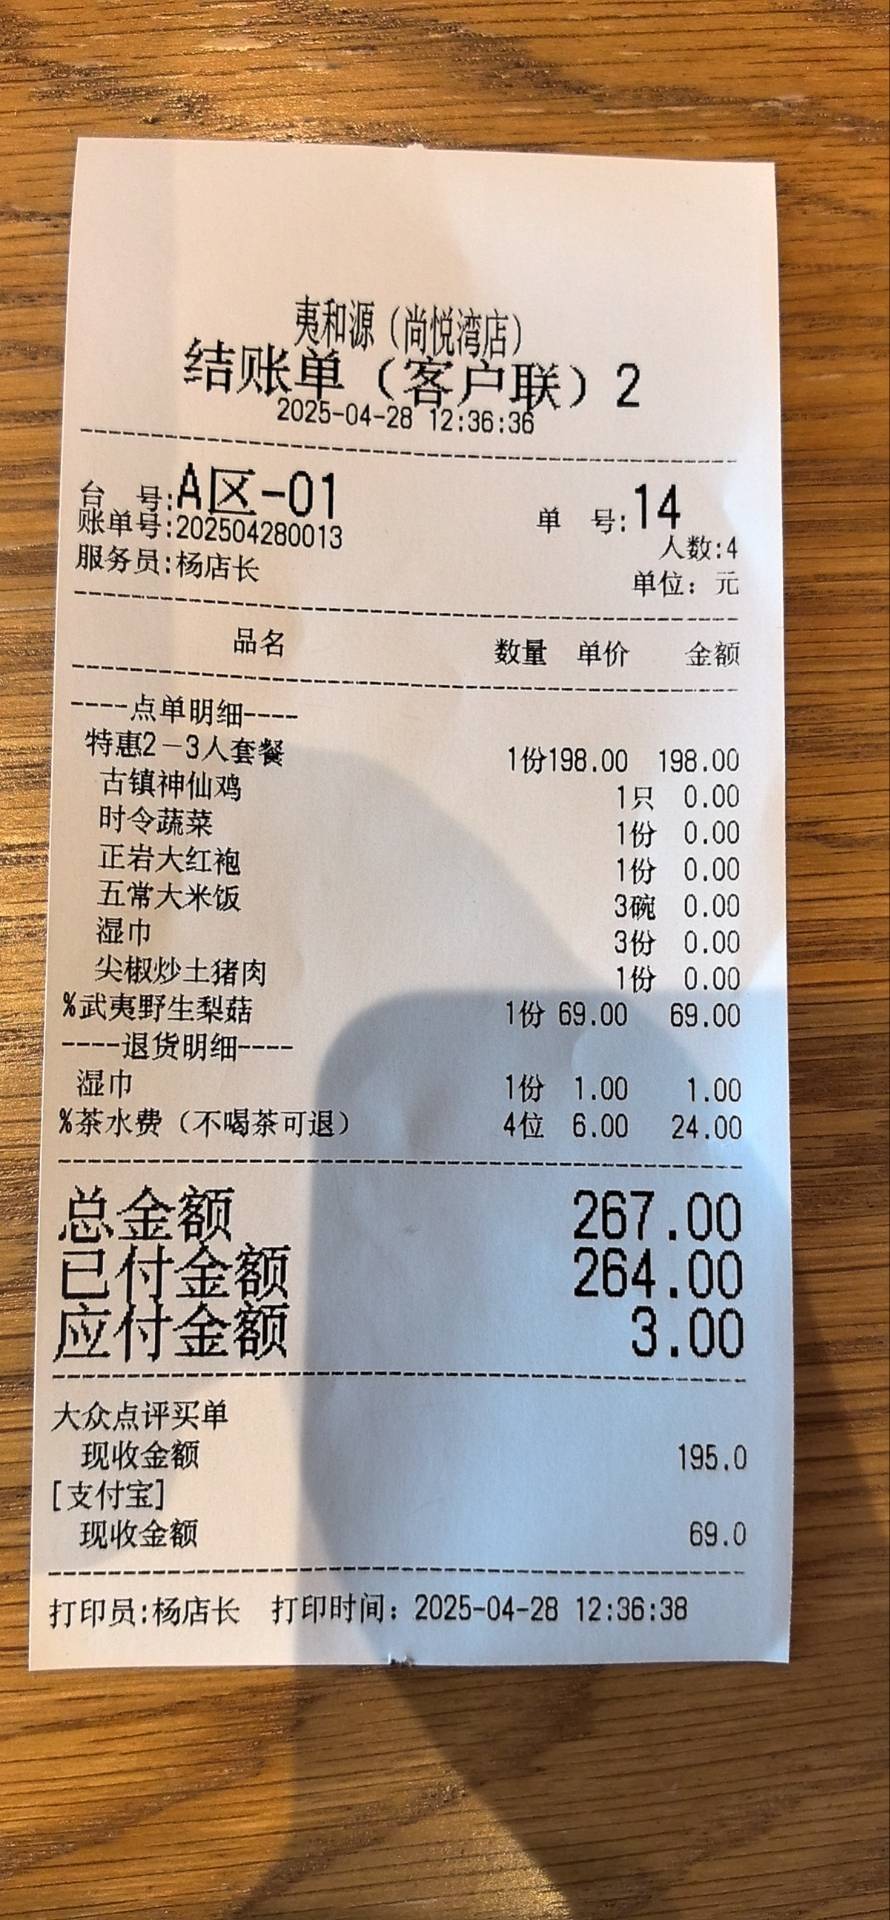 夷和源（尚悦湾店）
结账单（客户联）2
2025-04-28 12:36:36
台 号:A区-01 单 号:14
账单号:202504280013 人数:4
服务员:杨店长 单位：元
品名 数量 单价 金额
----点单明细----
特惠2－3人套餐 1份198.00 198.00
古镇神仙鸡 1只 0.00
时令蔬菜 1份 0.00
正岩大红袍 1份 0.00
五常大米饭 3碗 0.00
湿巾 3份 0.00
尖椒炒土猪肉 1份 0.00
%武夷野生梨菇 1份 69.00 69.00
----退货明细----
湿巾 1份 1.00 1.00
%茶水费（不喝茶可退） 4位 6.00 24.00
总金额 267.00
已付金额 264.00
应付金额 3.00
大众点评买单
现收金额 195.0
[支付宝]
现收金额 69.0
打印员:杨店长 打印时间：2025-04-28 12:36:38